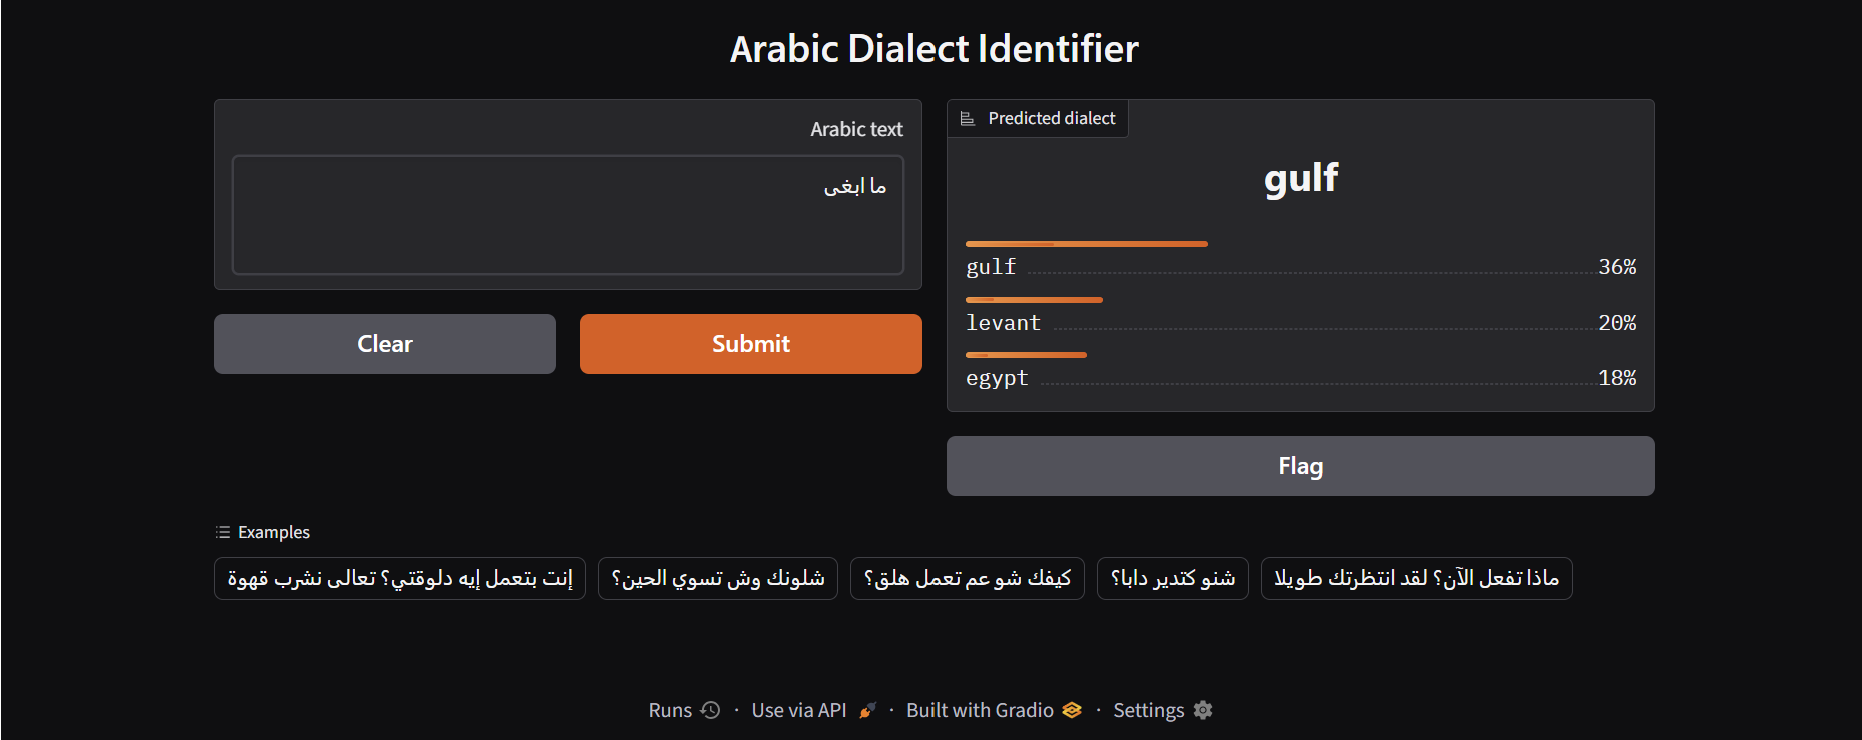 Arabic Dialect Identifier
Arabic text
ما ابغى
Clear
Submit
Predicted dialect
gulf
gulf 36%
levant 20%
egypt 18%
Flag
Examples
إنت بتعمل إيه دلوقتي؟ تعالى نشرب قهوة
شلونك وش تسوي الحين؟
كيفك شو عم تعمل هلق؟
شنو كتدير دابا؟
ماذا تفعل الآن؟ لقد انتظرتك طويلا
Runs · Use via API · Built with Gradio · Settings